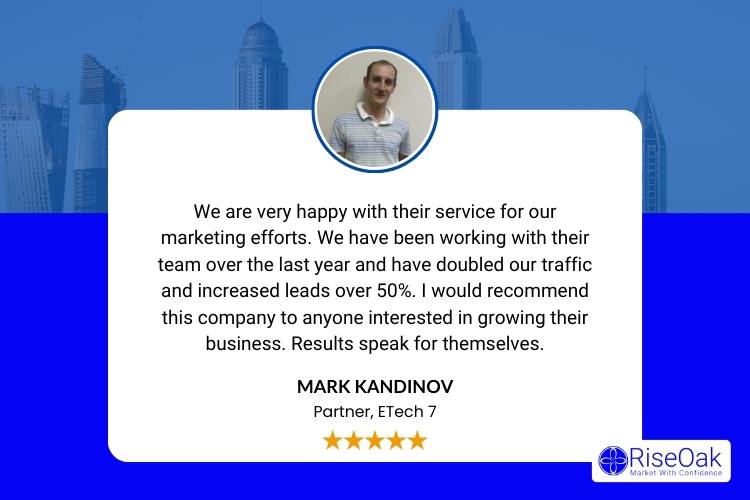 We are very happy with their service for our
marketing efforts. We have been working with their
team over the last year and have doubled our traffic
and increased leads over 50%. I would recommend
this company to anyone interested in growing their
business. Results speak for themselves.
MARK KANDINOV
Partner, ETech 7
RiseOak
Market With Confidence